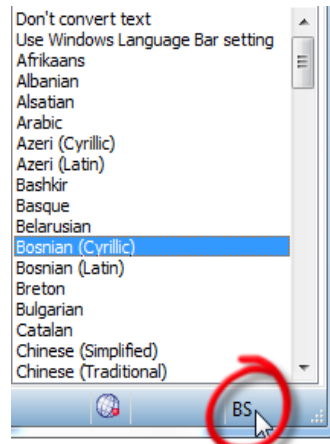 Don't convert text
Use Windows Language Bar setting
Afrikaans
Albanian
Alsatian
Arabic
Azeri (Cyrillic)
Azeri (Latin)
Bashkir
Basque
Belarusian
Bosnian (Cyrillic)
Bosnian (Latin)
Breton
Bulgarian
Catalan
Chinese (Simplified)
Chinese (Traditional)
BS